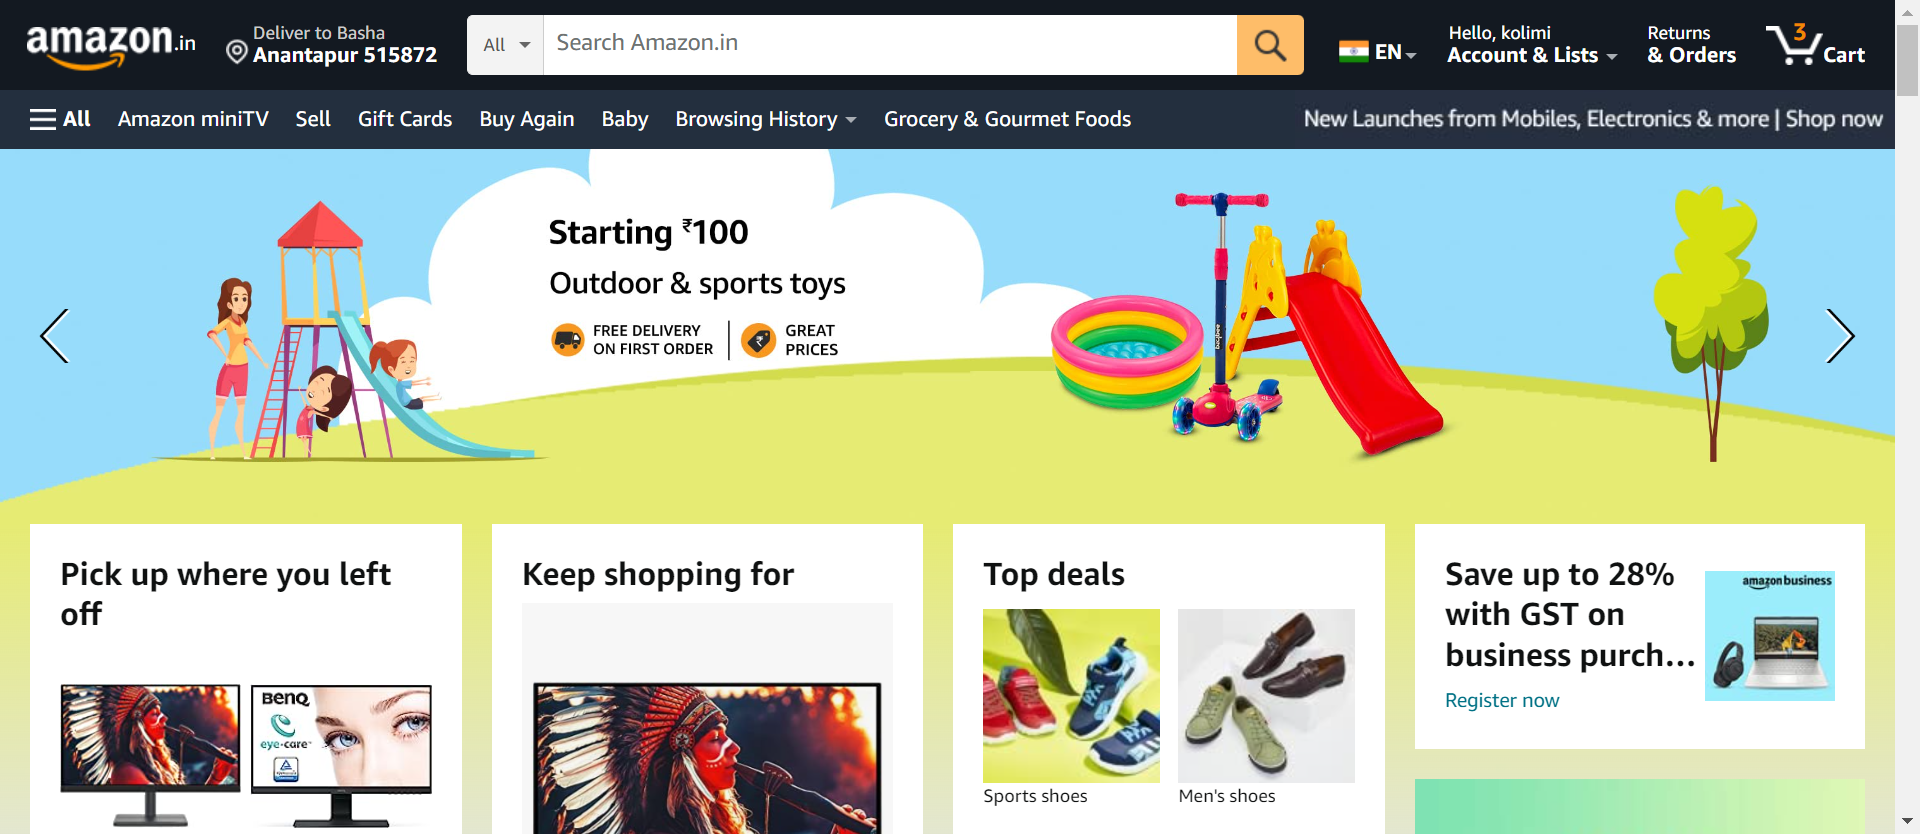 amazon.in
Deliver to Basha
Anantapur 515872
All
Search Amazon.in
EN
Hello, kolimi
Account & Lists
Returns
& Orders
3
Cart
All
Amazon miniTV
Sell
Gift Cards
Buy Again
Baby
Browsing History
Grocery & Gourmet Foods
New Launches from Mobiles, Electronics & more | Shop now
Starting ₹100
Outdoor & sports toys
FREE DELIVERY
ON FIRST ORDER
GREAT
PRICES
Pick up where you left
off
BenQ
eye-care™
Keep shopping for
Top deals
Sports shoes
Men's shoes
Save up to 28%
with GST on
business purch...
Register now
amazon business